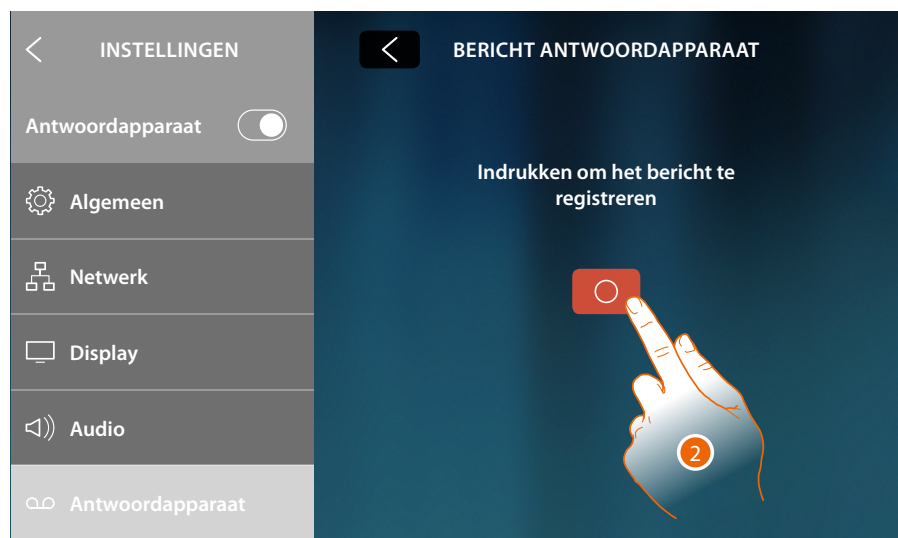 INSTELLINGEN
Antwoordapparaat
Algemeen
Netwerk
Display
Audio
Antwoordapparaat
BERICHT ANTWOORDAPPARAAT
Indrukken om het bericht te
registreren
2